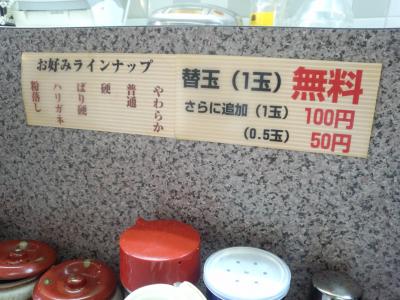 お好みラインナップ
やわらか
普通
硬
ばり硬
ハリガネ
粉落し
替玉(1玉)無料
さらに追加(1玉)100円
(0.5玉)50円